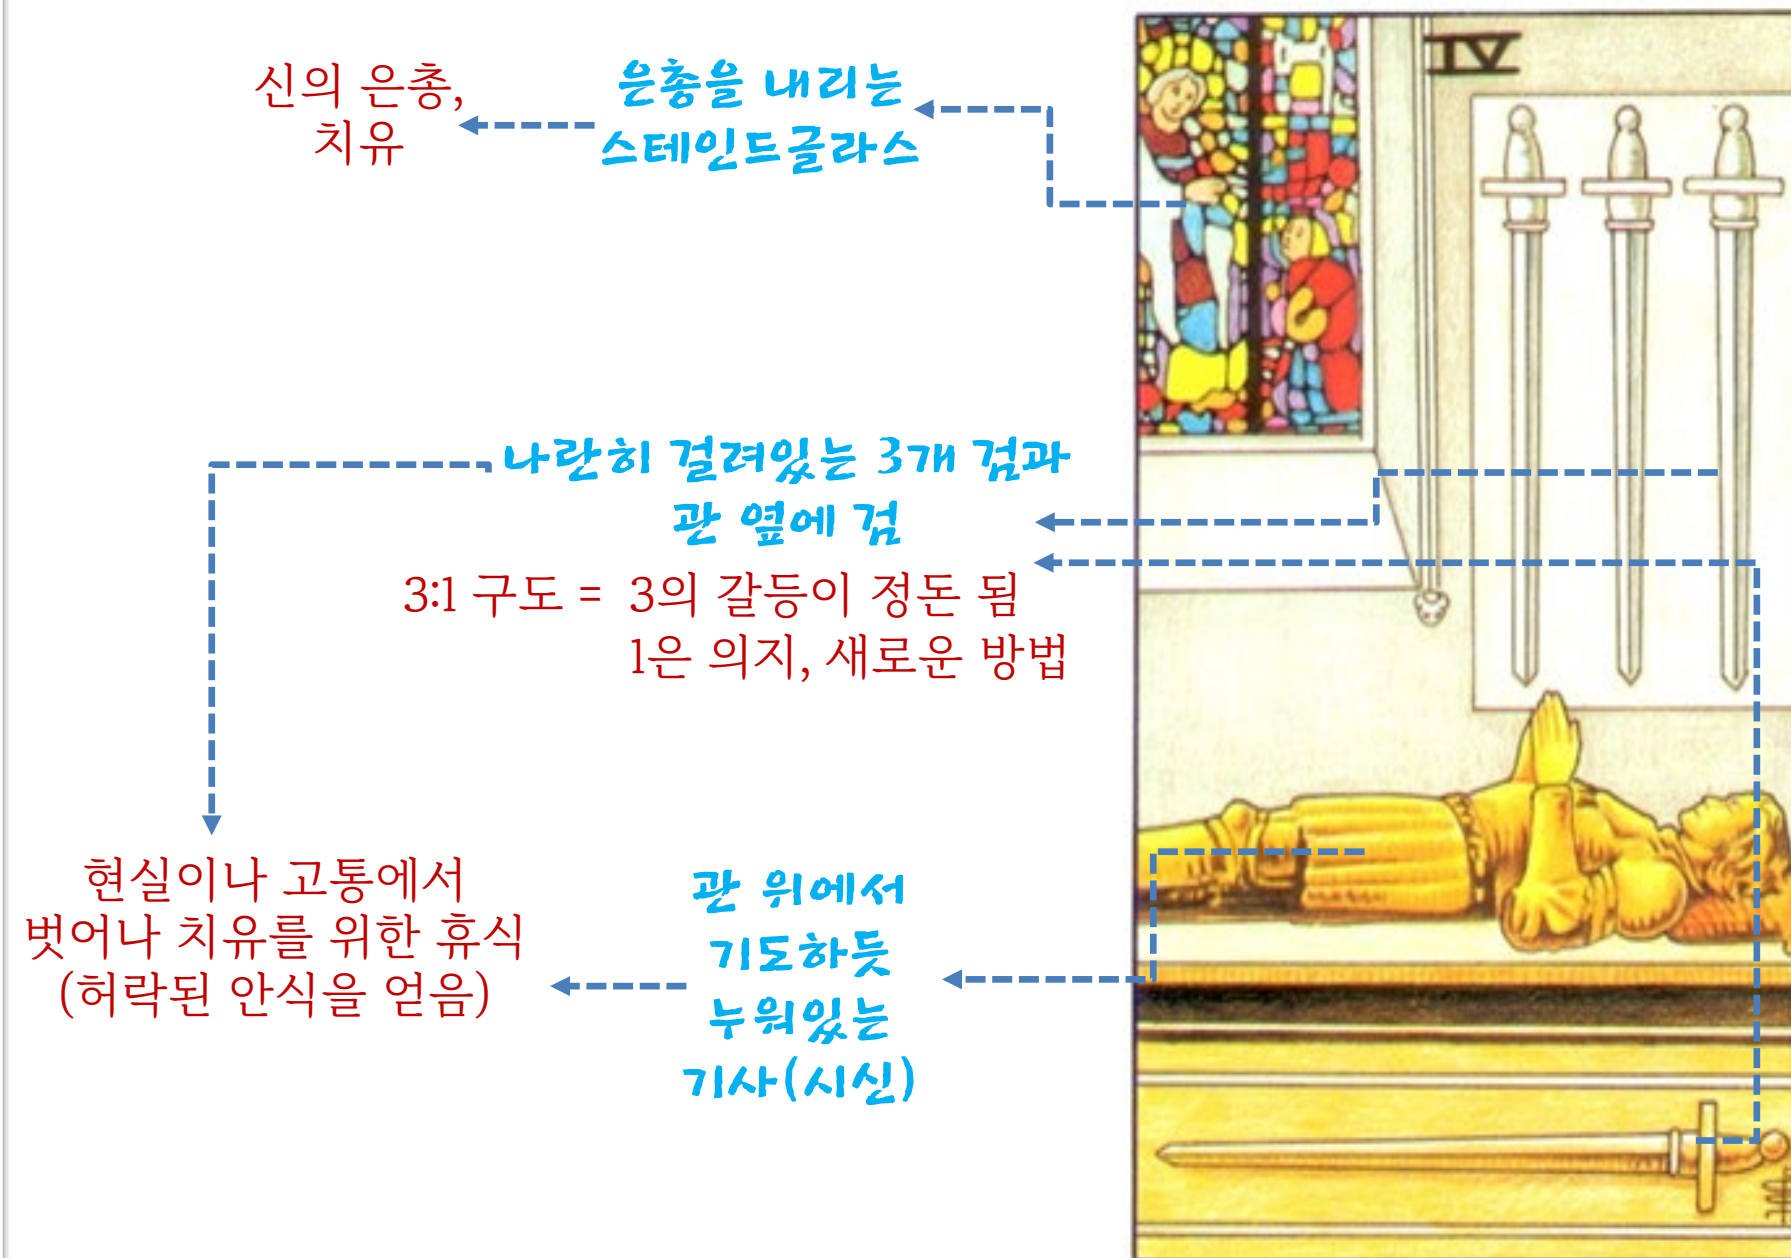 신의 은총,
치유
은총을 내리는
스테인드글라스
IV
나란히 걸려있는 3개 검과
관 옆에 검
3:1 구도 = 3의 갈등이 정돈 됨
1은 의지, 새로운 방법
현실이나 고통에서
벗어나 치유를 위한 휴식
(허락된 안식을 얻음)
관 위에서
기도하듯
누워있는
기사(시신)